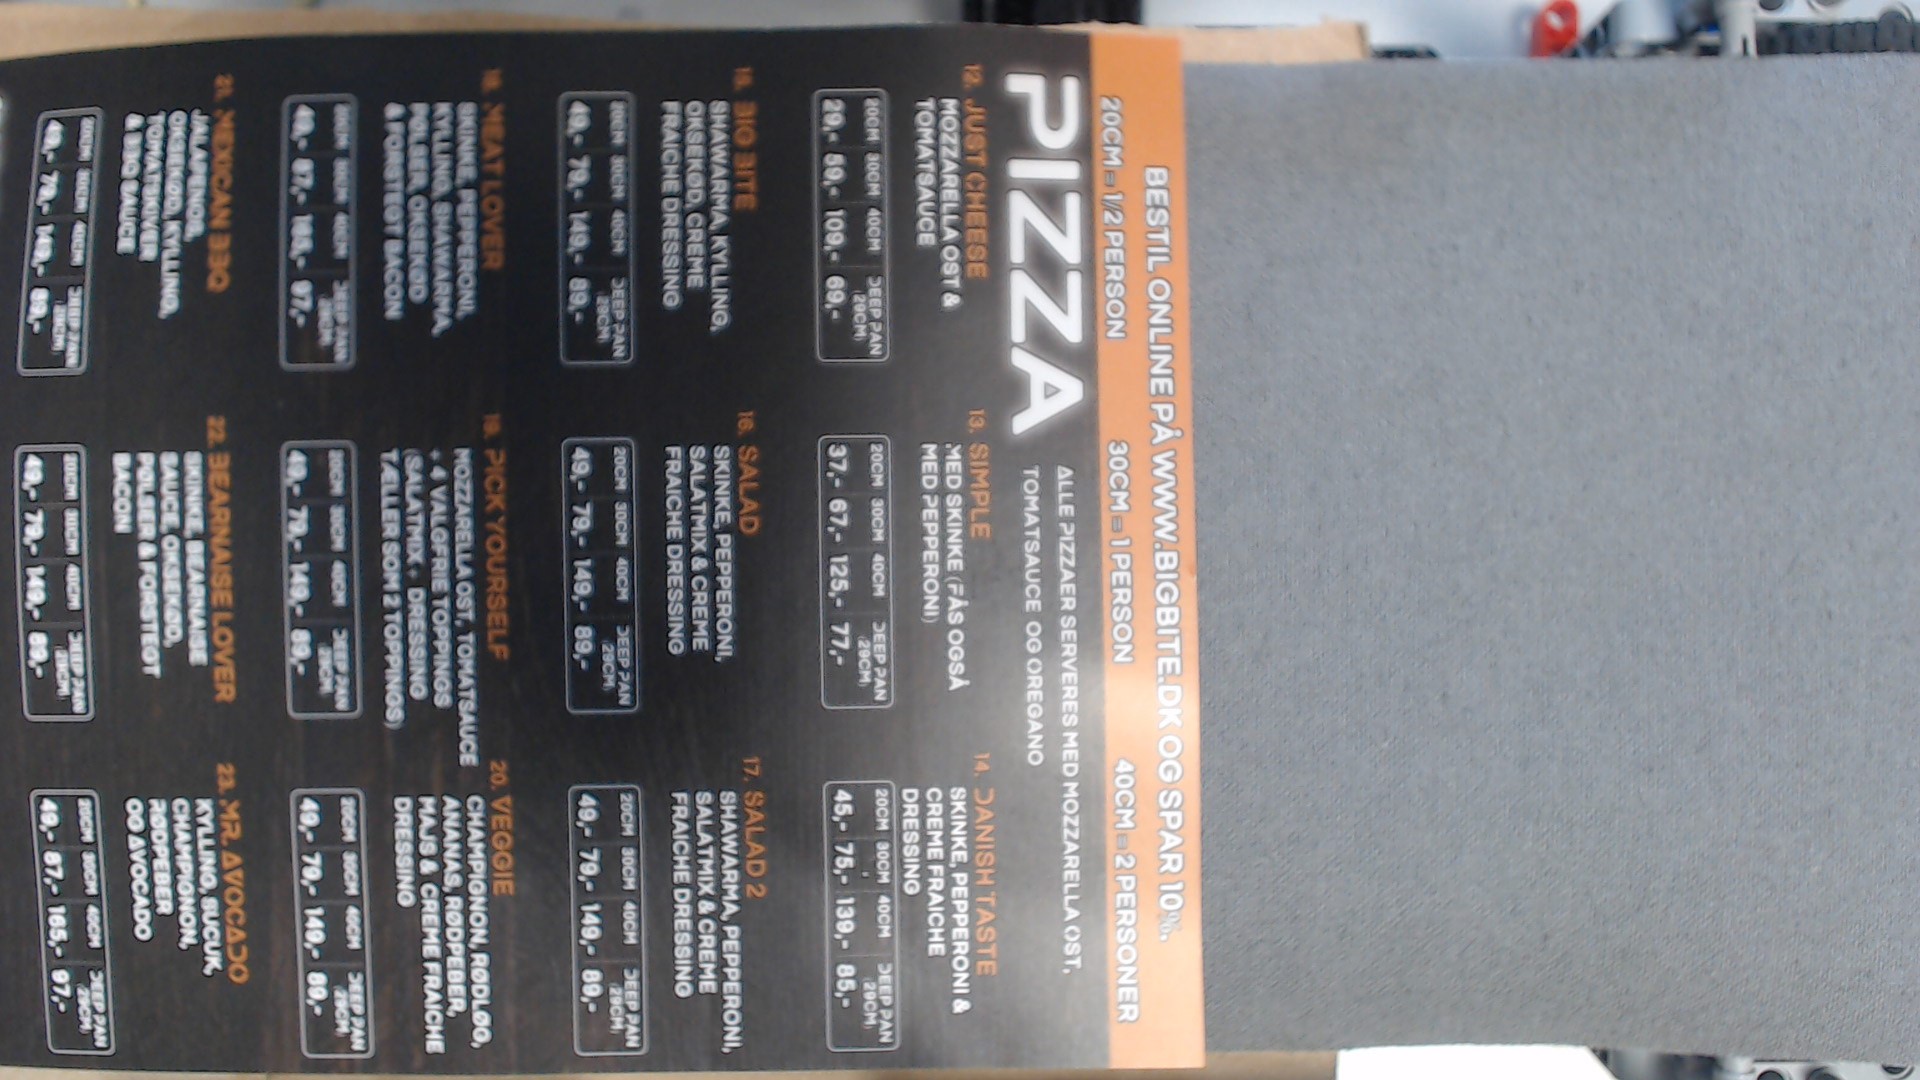 BESTIL ONLINE PÅ WWW.BIGBITE.DK OG SPAR 10%.
20CM = 1/2 PERSON 30CM = 1 PERSON 40CM = 2 PERSONER
PIZZA
ALLE PIZZAER SERVERES MED MOZZARELLA OST,
TOMATSAUCE OG OREGANO
12. JUST CHEESE
MOZZARELLA OST &
TOMATSAUCE
20CM 30CM 40CM DEEP PAN
(29CM)
29,- 59,- 109,- 69,-
13. SIMPLE
MED SKINKE (FÅS OGSÅ
MED PEPPERONI)
20CM 30CM 40CM DEEP PAN
(29CM)
37,- 67,- 125,- 77,-
14. DANISH TASTE
SKINKE, PEPPERONI &
CREME FRAICHE
DRESSING
20CM 30CM 40CM DEEP PAN
(29CM)
45,- 75,- 139,- 85,-
15. BIG BITE
SHAWARMA, KYLLING,
OKSEKØD, CREME
FRAICHE DRESSING
20CM 30CM 40CM DEEP PAN
(29CM)
49,- 79,- 149,- 89,-
16. SALAD
SKINKE, PEPPERONI,
SALATMIX & CREME
FRAICHE DRESSING
20CM 30CM 40CM DEEP PAN
(29CM)
49,- 79,- 149,- 89,-
17. SALAD 2
SHAWARMA, PEPPERONI,
SALATMIX & CREME
FRAICHE DRESSING
20CM 30CM 40CM DEEP PAN
(29CM)
49,- 79,- 149,- 89,-
18. MEAT LOVER
SKINKE, PEPPERONI,
KYLLING, SHAWARMA,
PØLSER, OKSEKØD
& FORSTEGT BACON
20CM 30CM 40CM DEEP PAN
(29CM)
49,- 87,- 165,- 97,-
19. PICK YOURSELF
MOZZARELLA OST, TOMATSAUCE
+ 4 VALGFRIE TOPPINGS
(SALATMIX + DRESSING
TÆLLER SOM 2 TOPPINGS)
20CM 30CM 40CM DEEP PAN
(29CM)
49,- 79,- 149,- 89,-
20. VEGGIE
CHAMPIGNON, RØDLØG,
ANANAS, RØDPEBER,
MAJS & CREME FRAICHE
DRESSING
20CM 30CM 40CM DEEP PAN
(29CM)
49,- 79,- 149,- 89,-
21. MEXICAN BBQ
JALAPENOS,
OKSEKØD, KYLLING,
TOMATSKIVER
& BBQ SAUCE
20CM 30CM 40CM DEEP PAN
(29CM)
49,- 79,- 149,- 89,-
22. BEARNAISE LOVER
SKINKE, BEARNAISE
SAUCE, OKSEKØD,
PØLSER & FORSTEGT
BACON
20CM 30CM 40CM DEEP PAN
(29CM)
49,- 79,- 149,- 89,-
23. MR. AVOCADO
KYLLING, SUCUK,
CHAMPIGNON,
RØDPEBER
OG AVOCADO
20CM 30CM 40CM DEEP PAN
(29CM)
49,- 87,- 165,- 97,-